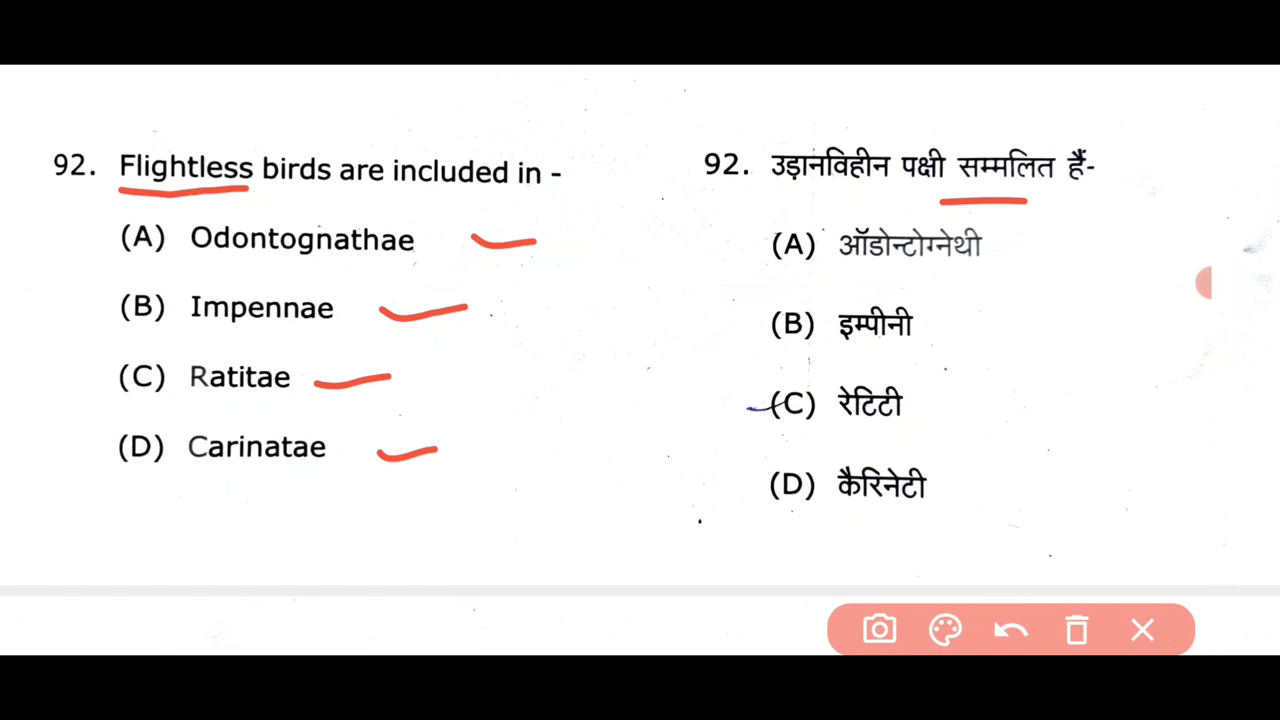 92. Flightless birds are included in -
(A) Odontognathae
(B) Impennae
(C) Ratitae
(D) Carinatae
92. उड़ानविहीन पक्षी सम्मलित हैं-
(A) ऑडोन्टोग्नेथी
(B) इम्पीनी
(C) रेटिटी
(D) कैरिनेटी